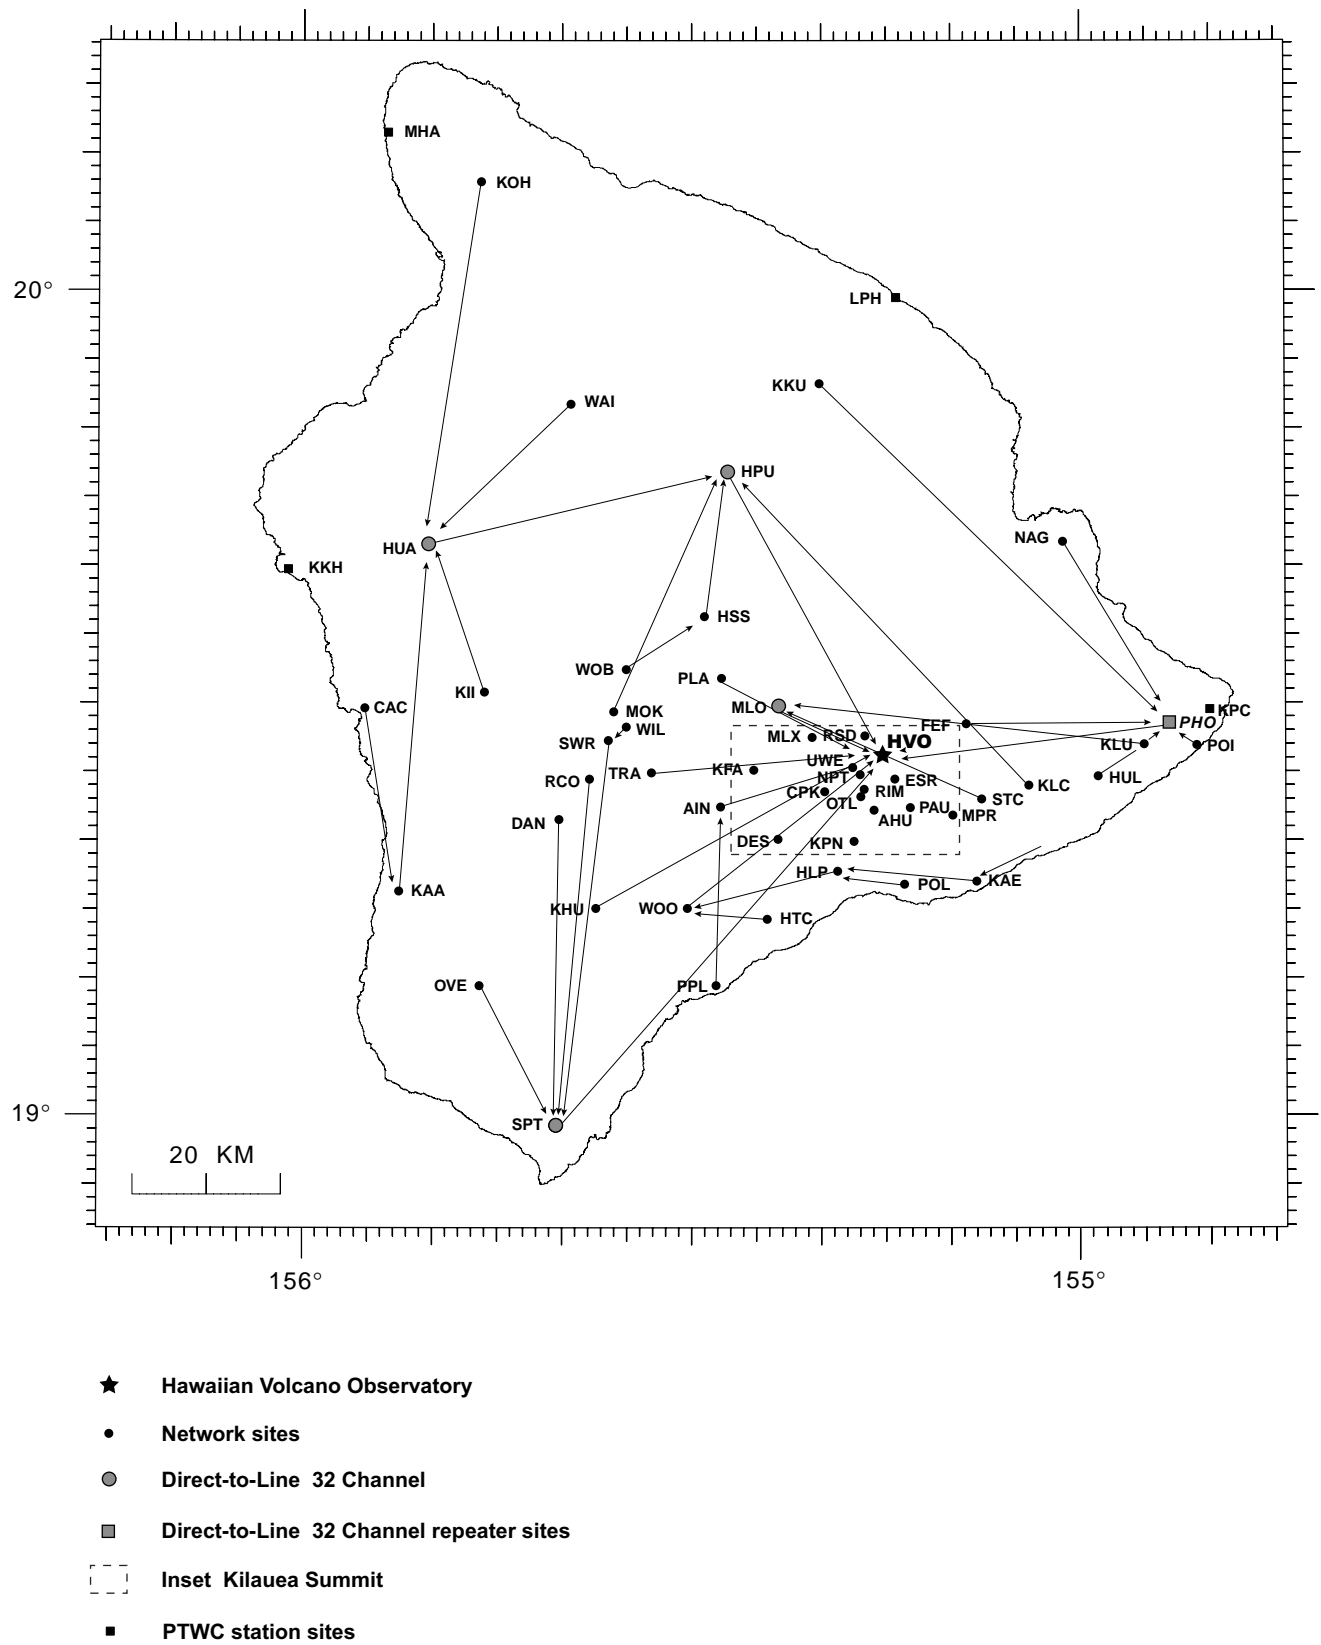 MHA
KOH
20°
LPH
KKU
WAI
HPU
NAG
HUA
KKH
HSS
WOB
PLA
KII
CAC
MLO
KPC
MOK
FEF
PHO
WIL
MLX
RSD
HVO
SWR
KLU
POI
UWE
KFA
TRA
NPT
HUL
RCO
ESR
KLC
CPK
RIM
STC
OTL
AIN
PAU
MPR
DAN
AHU
DES
KPN
HLP
KAE
POL
KAA
KHU
WOO
HTC
OVE
PPL
19°
SPT
20 KM
156°
155°
Hawaiian Volcano Observatory
Network sites
Direct-to-Line 32 Channel
Direct-to-Line 32 Channel repeater sites
Inset Kilauea Summit
PTWC station sites